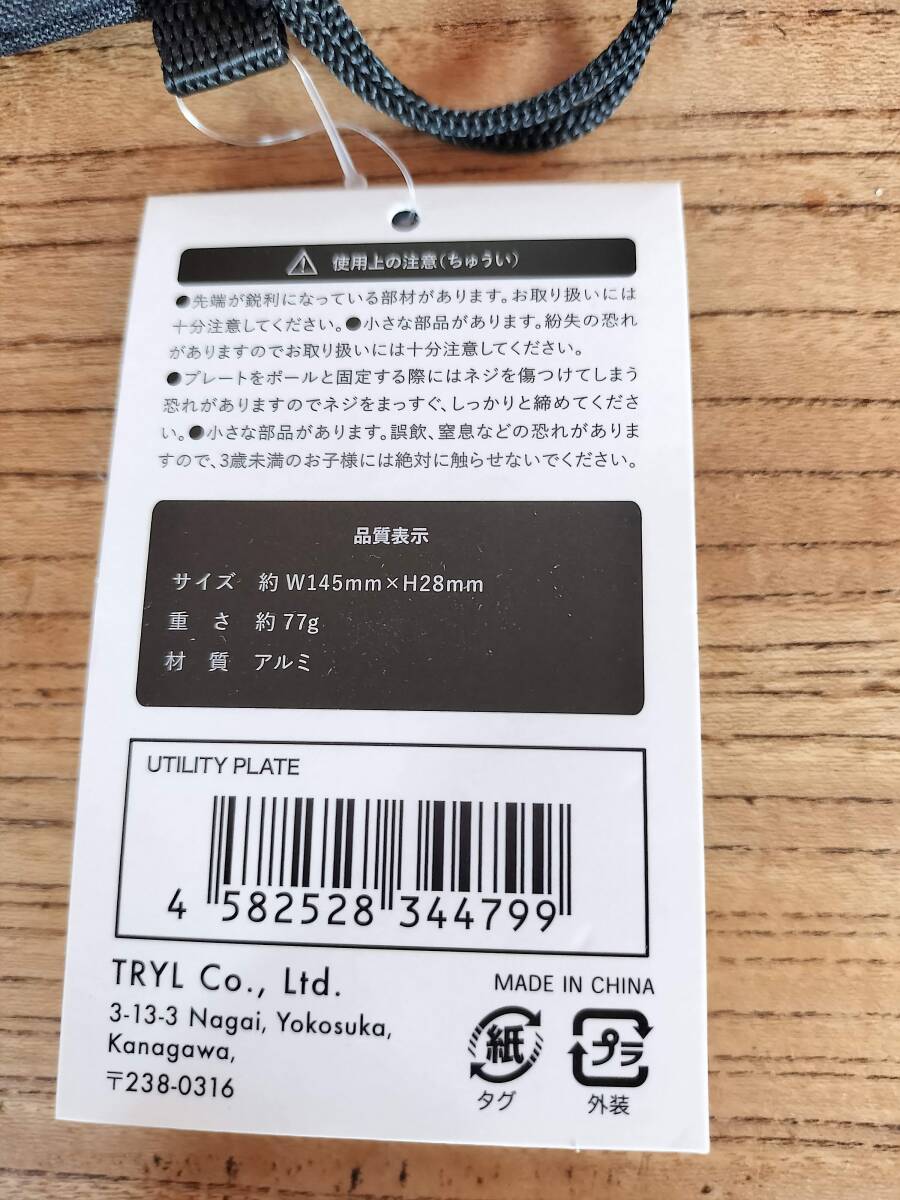 使用上の注意(ちゅうい)
●先端が鋭利になっている部材があります。お取り扱いには
十分注意してください。●小さな部品があります。紛失の恐れ
がありますのでお取り扱いには十分注意してください。
●プレートをポールと固定する際にはネジを傷つけてしまう
恐れがありますのでネジをまっすぐ、しっかりと締めてくださ
い。●小さな部品があります。誤飲、窒息などの恐れがありま
すので、3歳未満のお子様には絶対に触らせないでください。
品質表示
サイズ 約 W145mm×H28mm
重さ 約 77g
材質 アルミ
UTILITY PLATE
4 582528 344799
TRYL Co., Ltd.
3-13-3 Nagai, Yokosuka,
Kanagawa,
〒238-0316
MADE IN CHINA
紙 プラ
タグ 外装